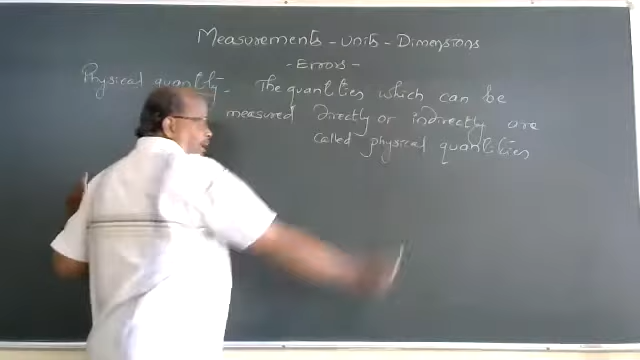 Measurements - Units - Dimensions
- Errors -
Physical quantity - The quantities which can be
measured directly or indirectly are
called physical quantities